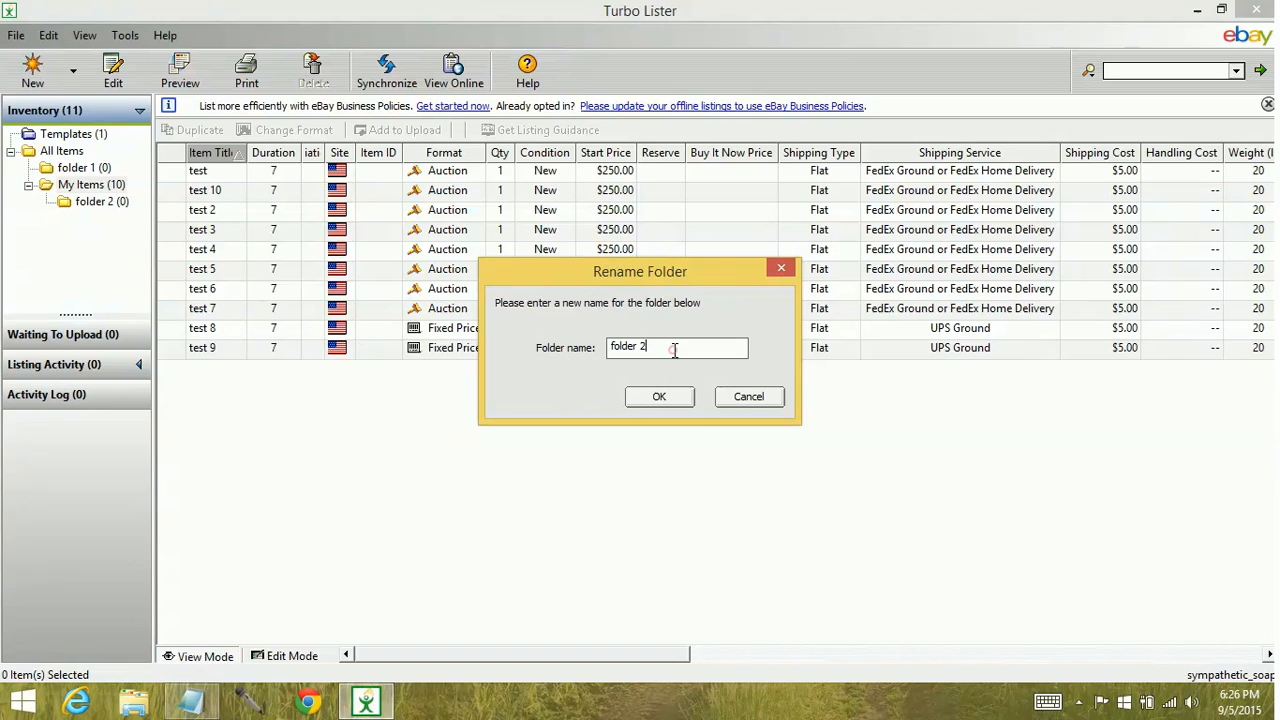 Turbo Lister
File Edit View Tools Help
ebay
New Edit Preview Print Delete Synchronize View Online Help
Inventory (11)
List more efficiently with eBay Business Policies. Get started now. Already opted in? Please update your offline listings to use eBay Business Policies.
Templates (1)
All Items
folder 1 (0)
My Items (10)
folder 2 (0)
Duplicate Change Format Add to Upload Get Listing Guidance
Item Title Duration iati Site Item ID Format Qty Condition Start Price Reserve Buy It Now Price Shipping Type Shipping Service Shipping Cost Handling Cost Weight (l
test 7 Auction 1 New $250.00 Flat FedEx Ground or FedEx Home Delivery $5.00 -- 20
test 10 7 Auction 1 New $250.00 Flat FedEx Ground or FedEx Home Delivery $5.00 -- 20
test 2 7 Auction 1 New $250.00 Flat FedEx Ground or FedEx Home Delivery $5.00 -- 20
test 3 7 Auction 1 New $250.00 Flat FedEx Ground or FedEx Home Delivery $5.00 -- 20
test 4 7 Auction 1 New $250.00 Flat FedEx Ground or FedEx Home Delivery $5.00 -- 20
test 5 7 Auction Flat FedEx Ground or FedEx Home Delivery $5.00 -- 20
test 6 7 Auction Flat FedEx Ground or FedEx Home Delivery $5.00 -- 20
test 7 7 Auction Flat FedEx Ground or FedEx Home Delivery $5.00 -- 20
test 8 7 Fixed Price Flat UPS Ground $5.00 -- 20
test 9 7 Fixed Price Flat UPS Ground $5.00 -- 20
Rename Folder
Please enter a new name for the folder below
Folder name: folder 2
OK Cancel
Waiting To Upload (0)
Listing Activity (0)
Activity Log (0)
View Mode Edit Mode
0 Item(s) Selected
sympathetic_soap
6:26 PM
9/5/2015